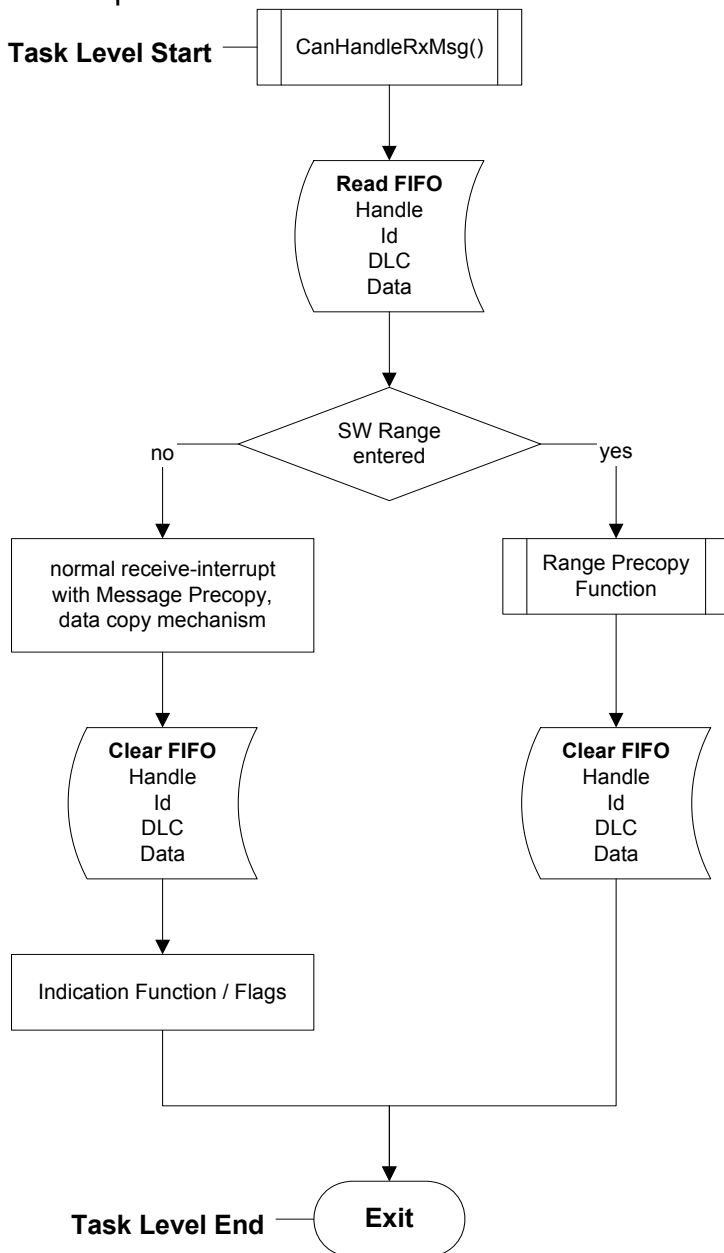 Task Level Start
CanHandleRxMsg()
Read FIFO
Handle
Id
DLC
Data
SW Range
entered
no
yes
normal receive-interrupt
with Message Precopy,
data copy mechanism
Range Precopy
Function
Clear FIFO
Handle
Id
DLC
Data
Clear FIFO
Handle
Id
DLC
Data
Indication Function / Flags
Task Level End
Exit